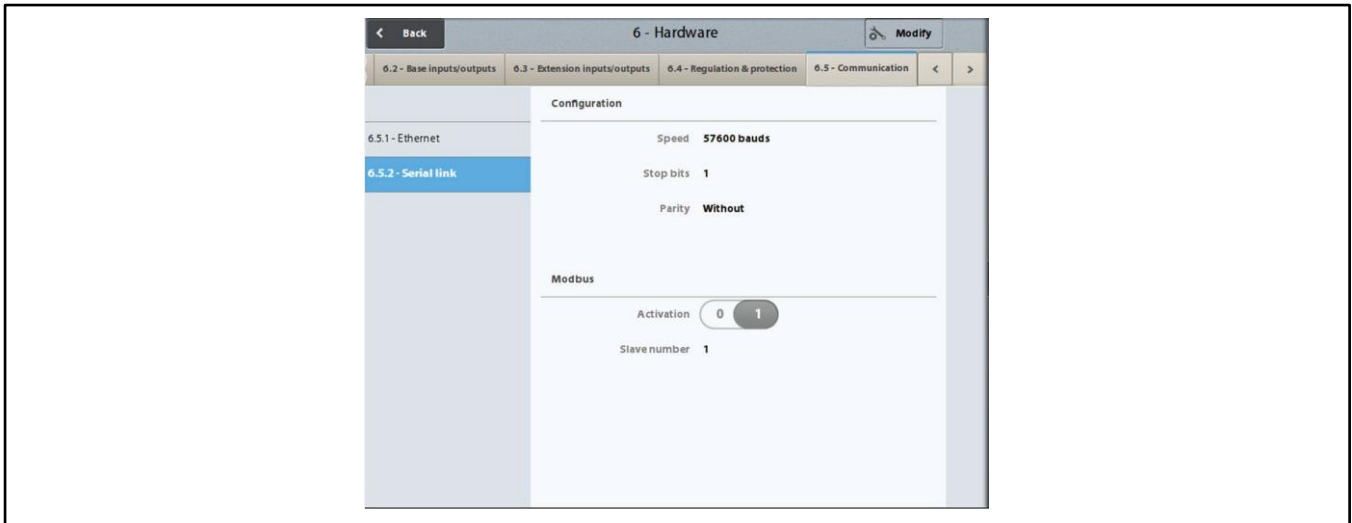 Back
6 - Hardware
Modify
6.2 - Base inputs/outputs
6.3 - Extension inputs/outputs
6.4 - Regulation & protection
6.5 - Communication
<
>
Configuration
6.5.1 - Ethernet
Speed 57600 bauds
6.5.2 - Serial link
Stop bits 1
Parity Without
Modbus
Activation 0 1
Slave number 1